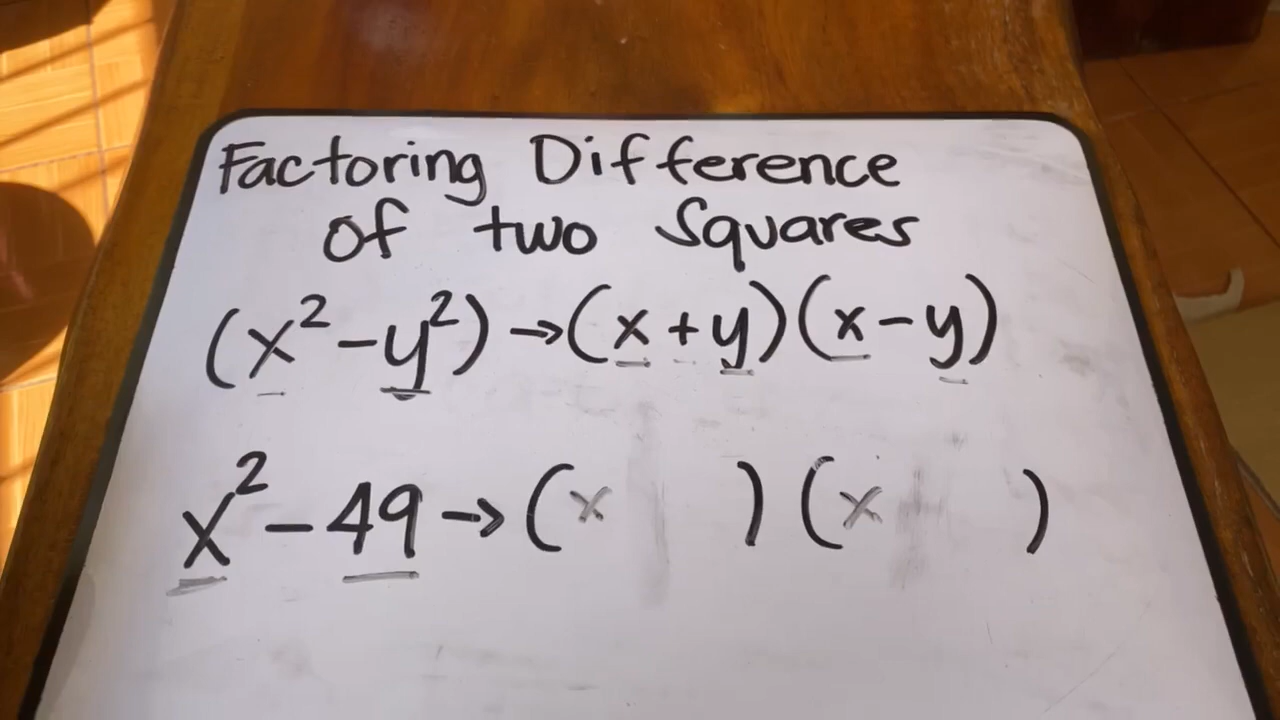 Factoring Difference
of two Squares
(x² - y²) → (x + y)(x - y)
x² - 49 → (x    ) (x    )